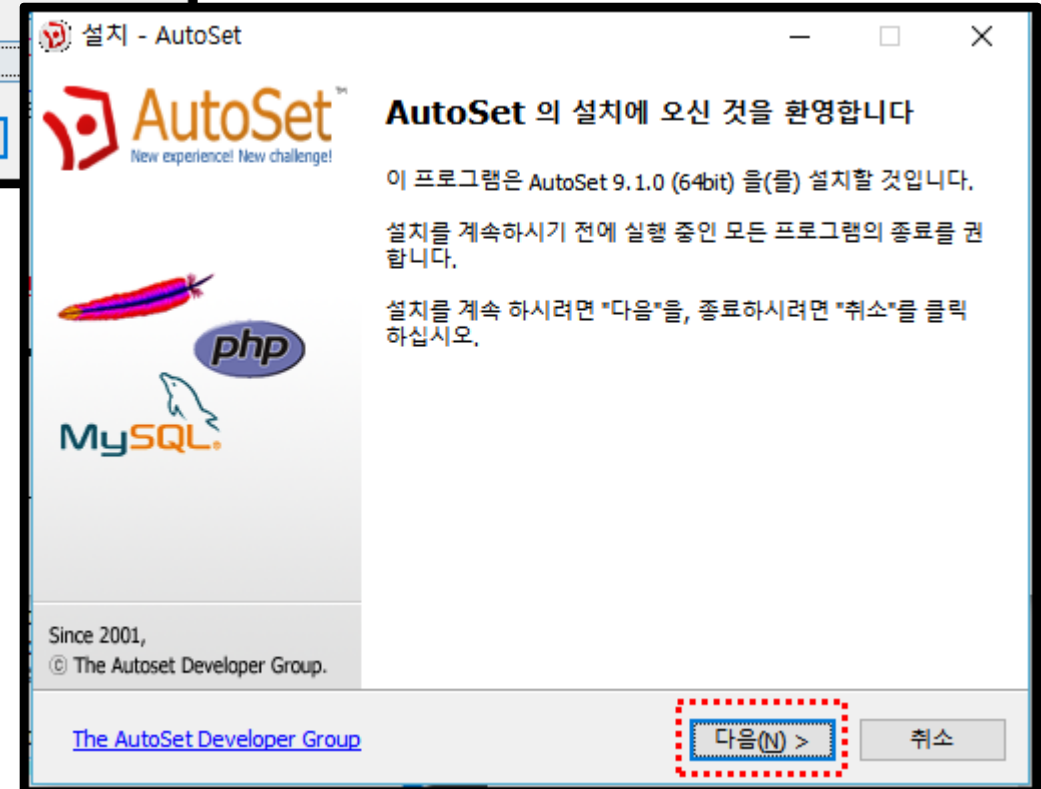 설치 - AutoSet
AutoSet™
New experience! New challenge!
AutoSet 의 설치에 오신 것을 환영합니다
이 프로그램은 AutoSet 9.1.0 (64bit) 을(를) 설치할 것입니다.
설치를 계속하시기 전에 실행 중인 모든 프로그램의 종료를 권
합니다.
설치를 계속 하시려면 "다음"을, 종료하시려면 "취소"를 클릭
하십시오.
php
MySQL®
Since 2001,
© The Autoset Developer Group.
The AutoSet Developer Group
다음(N) >
취소